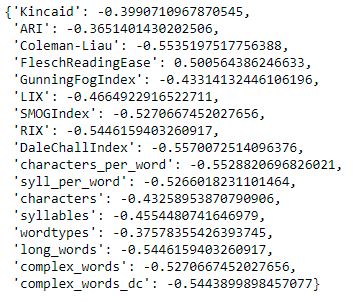 {'Kincaid': -0.3990710967870545,
'ARI': -0.3651401430202506,
'Coleman-Liau': -0.5535197517756388,
'FleschReadingEase': 0.500564386246633,
'GunningFogIndex': -0.43314132446106196,
'LIX': -0.4664922916522711,
'SMOGIndex': -0.5270667452027656,
'RIX': -0.5446159403260917,
'DaleChallIndex': -0.5570072514096376,
'characters_per_word': -0.5528820696826021,
'syll_per_word': -0.5266018231101464,
'characters': -0.43258953870790906,
'syllables': -0.4554480741646979,
'wordtypes': -0.37578355426393745,
'long_words': -0.5446159403260917,
'complex_words': -0.5270667452027656,
'complex_words_dc': -0.5443899898457077}